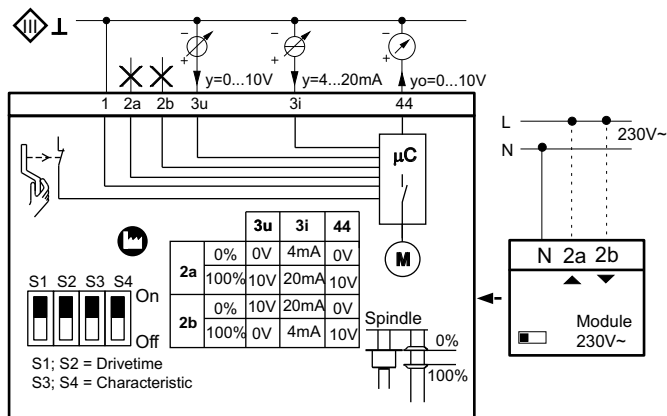 III ⊥
− − −
+ + +
y=0...10V y=4...20mA yo=0...10V
1 2a 2b 3u 3i 44
µC
M
3u 3i 44
2a 0% 0V 4mA 0V
100% 10V 20mA 10V
2b 0% 10V 20mA 0V
100% 0V 4mA 10V
S1 S2 S3 S4
On
Off
S1; S2 = Drivetime
S3; S4 = Characteristic
Spindle
0%
100%
L
230V~
N
N 2a 2b
Module
230V~